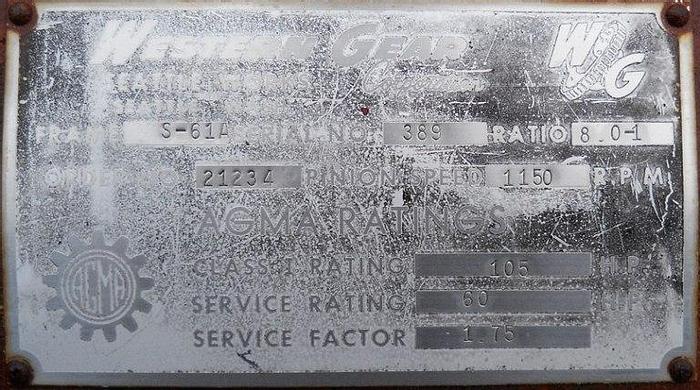 WESTERN GEAR
W
&
G
FRAME S-61A SERIAL NO. 389 RATIO 8.0-1
ORDER NO. 21234 PINION SPEED 1150 R.P.M.
AGMA RATINGS
AGMA
CLASS I RATING 105 H.P.
SERVICE RATING 60 H.P.
SERVICE FACTOR 1.75